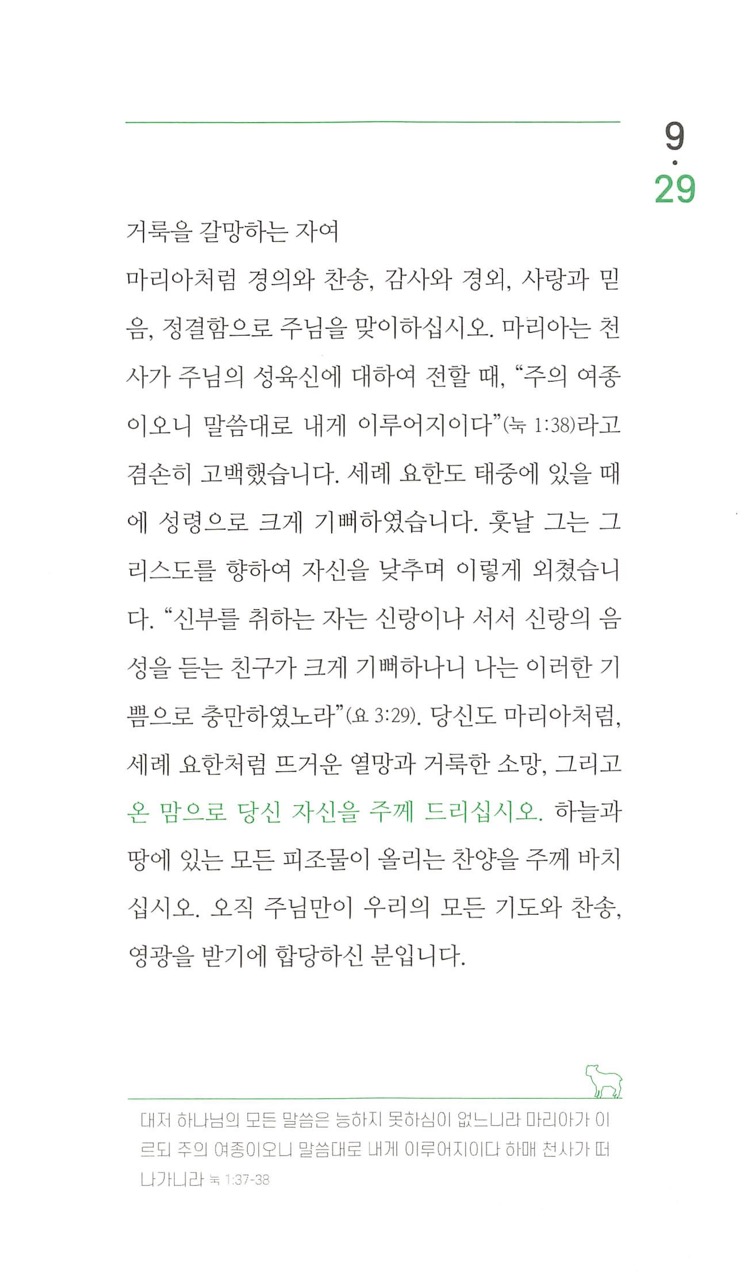 9
·
29
거룩을 갈망하는 자여
마리아처럼 경의와 찬송, 감사와 경외, 사랑과 믿
음, 정결함으로 주님을 맞이하십시오. 마리아는 천
사가 주님의 성육신에 대하여 전할 때, “주의 여종
이오니 말씀대로 내게 이루어지이다”(눅 1:38)라고
겸손히 고백했습니다. 세례 요한도 태중에 있을 때
에 성령으로 크게 기뻐하였습니다. 훗날 그는 그
리스도를 향하여 자신을 낮추며 이렇게 외쳤습니
다. “신부를 취하는 자는 신랑이나 서서 신랑의 음
성을 듣는 친구가 크게 기뻐하나니 나는 이러한 기
쁨으로 충만하였노라”(요 3:29). 당신도 마리아처럼,
세례 요한처럼 뜨거운 열망과 거룩한 소망, 그리고
온 맘으로 당신 자신을 주께 드리십시오. 하늘과
땅에 있는 모든 피조물이 올리는 찬양을 주께 바치
십시오. 오직 주님만이 우리의 모든 기도와 찬송,
영광을 받기에 합당하신 분입니다.
대저 하나님의 모든 말씀은 능하지 못하심이 없느니라 마리아가 이
르되 주의 여종이오니 말씀대로 내게 이루어지이다 하매 천사가 떠
나가니라 눅 1:37-38